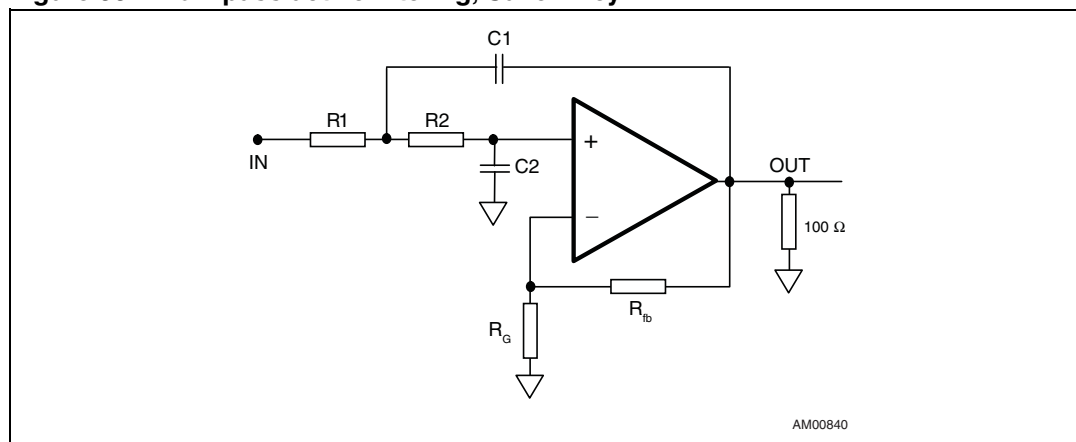 C1
R1
R2
IN
+
C2
OUT
−
100 Ω
R_fb
R_G
AM00840